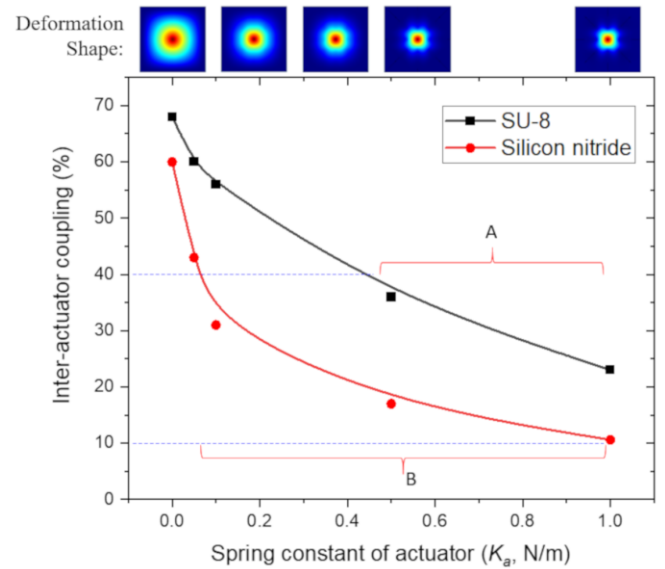 Deformation
Shape:
70
60
50
40
30
20
10
0
Inter-actuator coupling (%)
SU-8
Silicon nitride
A
B
0.0 0.2 0.4 0.6 0.8 1.0
Spring constant of actuator (Kₐ, N/m)